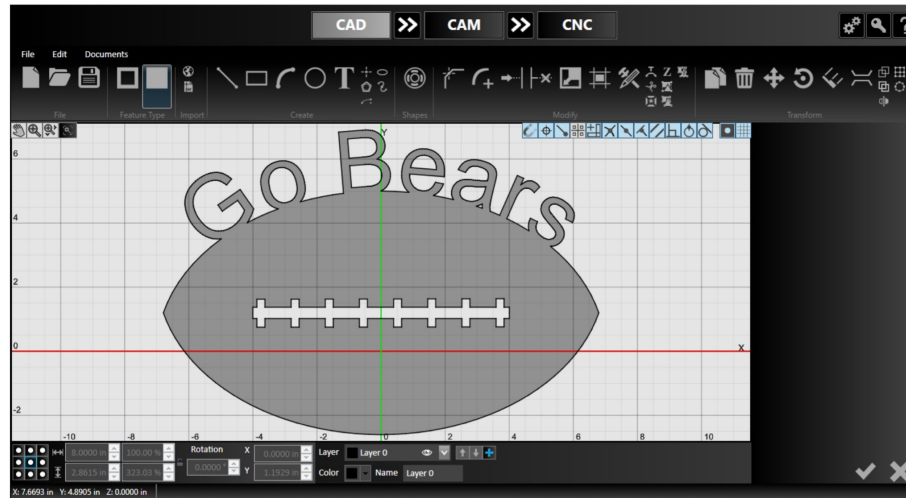 CAD CAM CNC
File Edit Documents
File Feature Type Import Create Shapes Modify Transform
Y
Go Bears
6
4
2
0 X
-2
-10 -8 -6 -4 -2 0 2 4 6 8 10
8.0000 in 100.00 % Rotation X 0.0000 in Layer Layer 0
2.8615 in 323.03 % 0.0000 ° Y 1.1929 in Color Name Layer 0
X: 7.6693 in Y: 4.8905 in Z: 0.0000 in